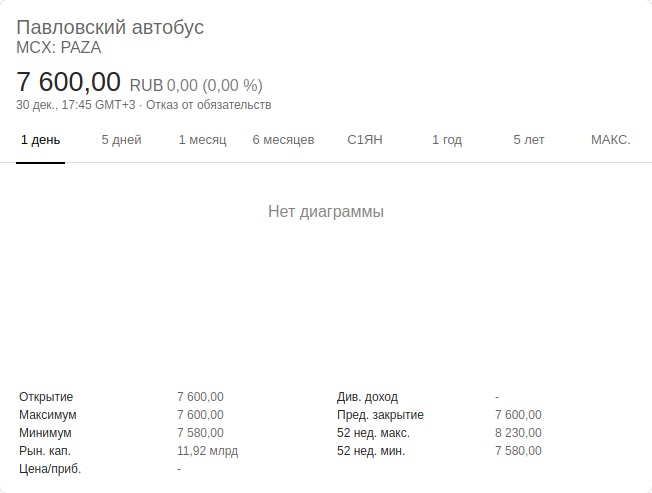 Павловский автобус
MCX: PAZA
7 600,00 RUB 0,00 (0,00 %)
30 дек., 17:45 GMT+3 · Отказ от обязательств
1 день 5 дней 1 месяц 6 месяцев С1ЯН 1 год 5 лет МАКС.
Нет диаграммы
Открытие 7 600,00 Див. доход -
Максимум 7 600,00 Пред. закрытие 7 600,00
Минимум 7 580,00 52 нед. макс. 8 230,00
Рын. кап. 11,92 млрд 52 нед. мин. 7 580,00
Цена/приб. -